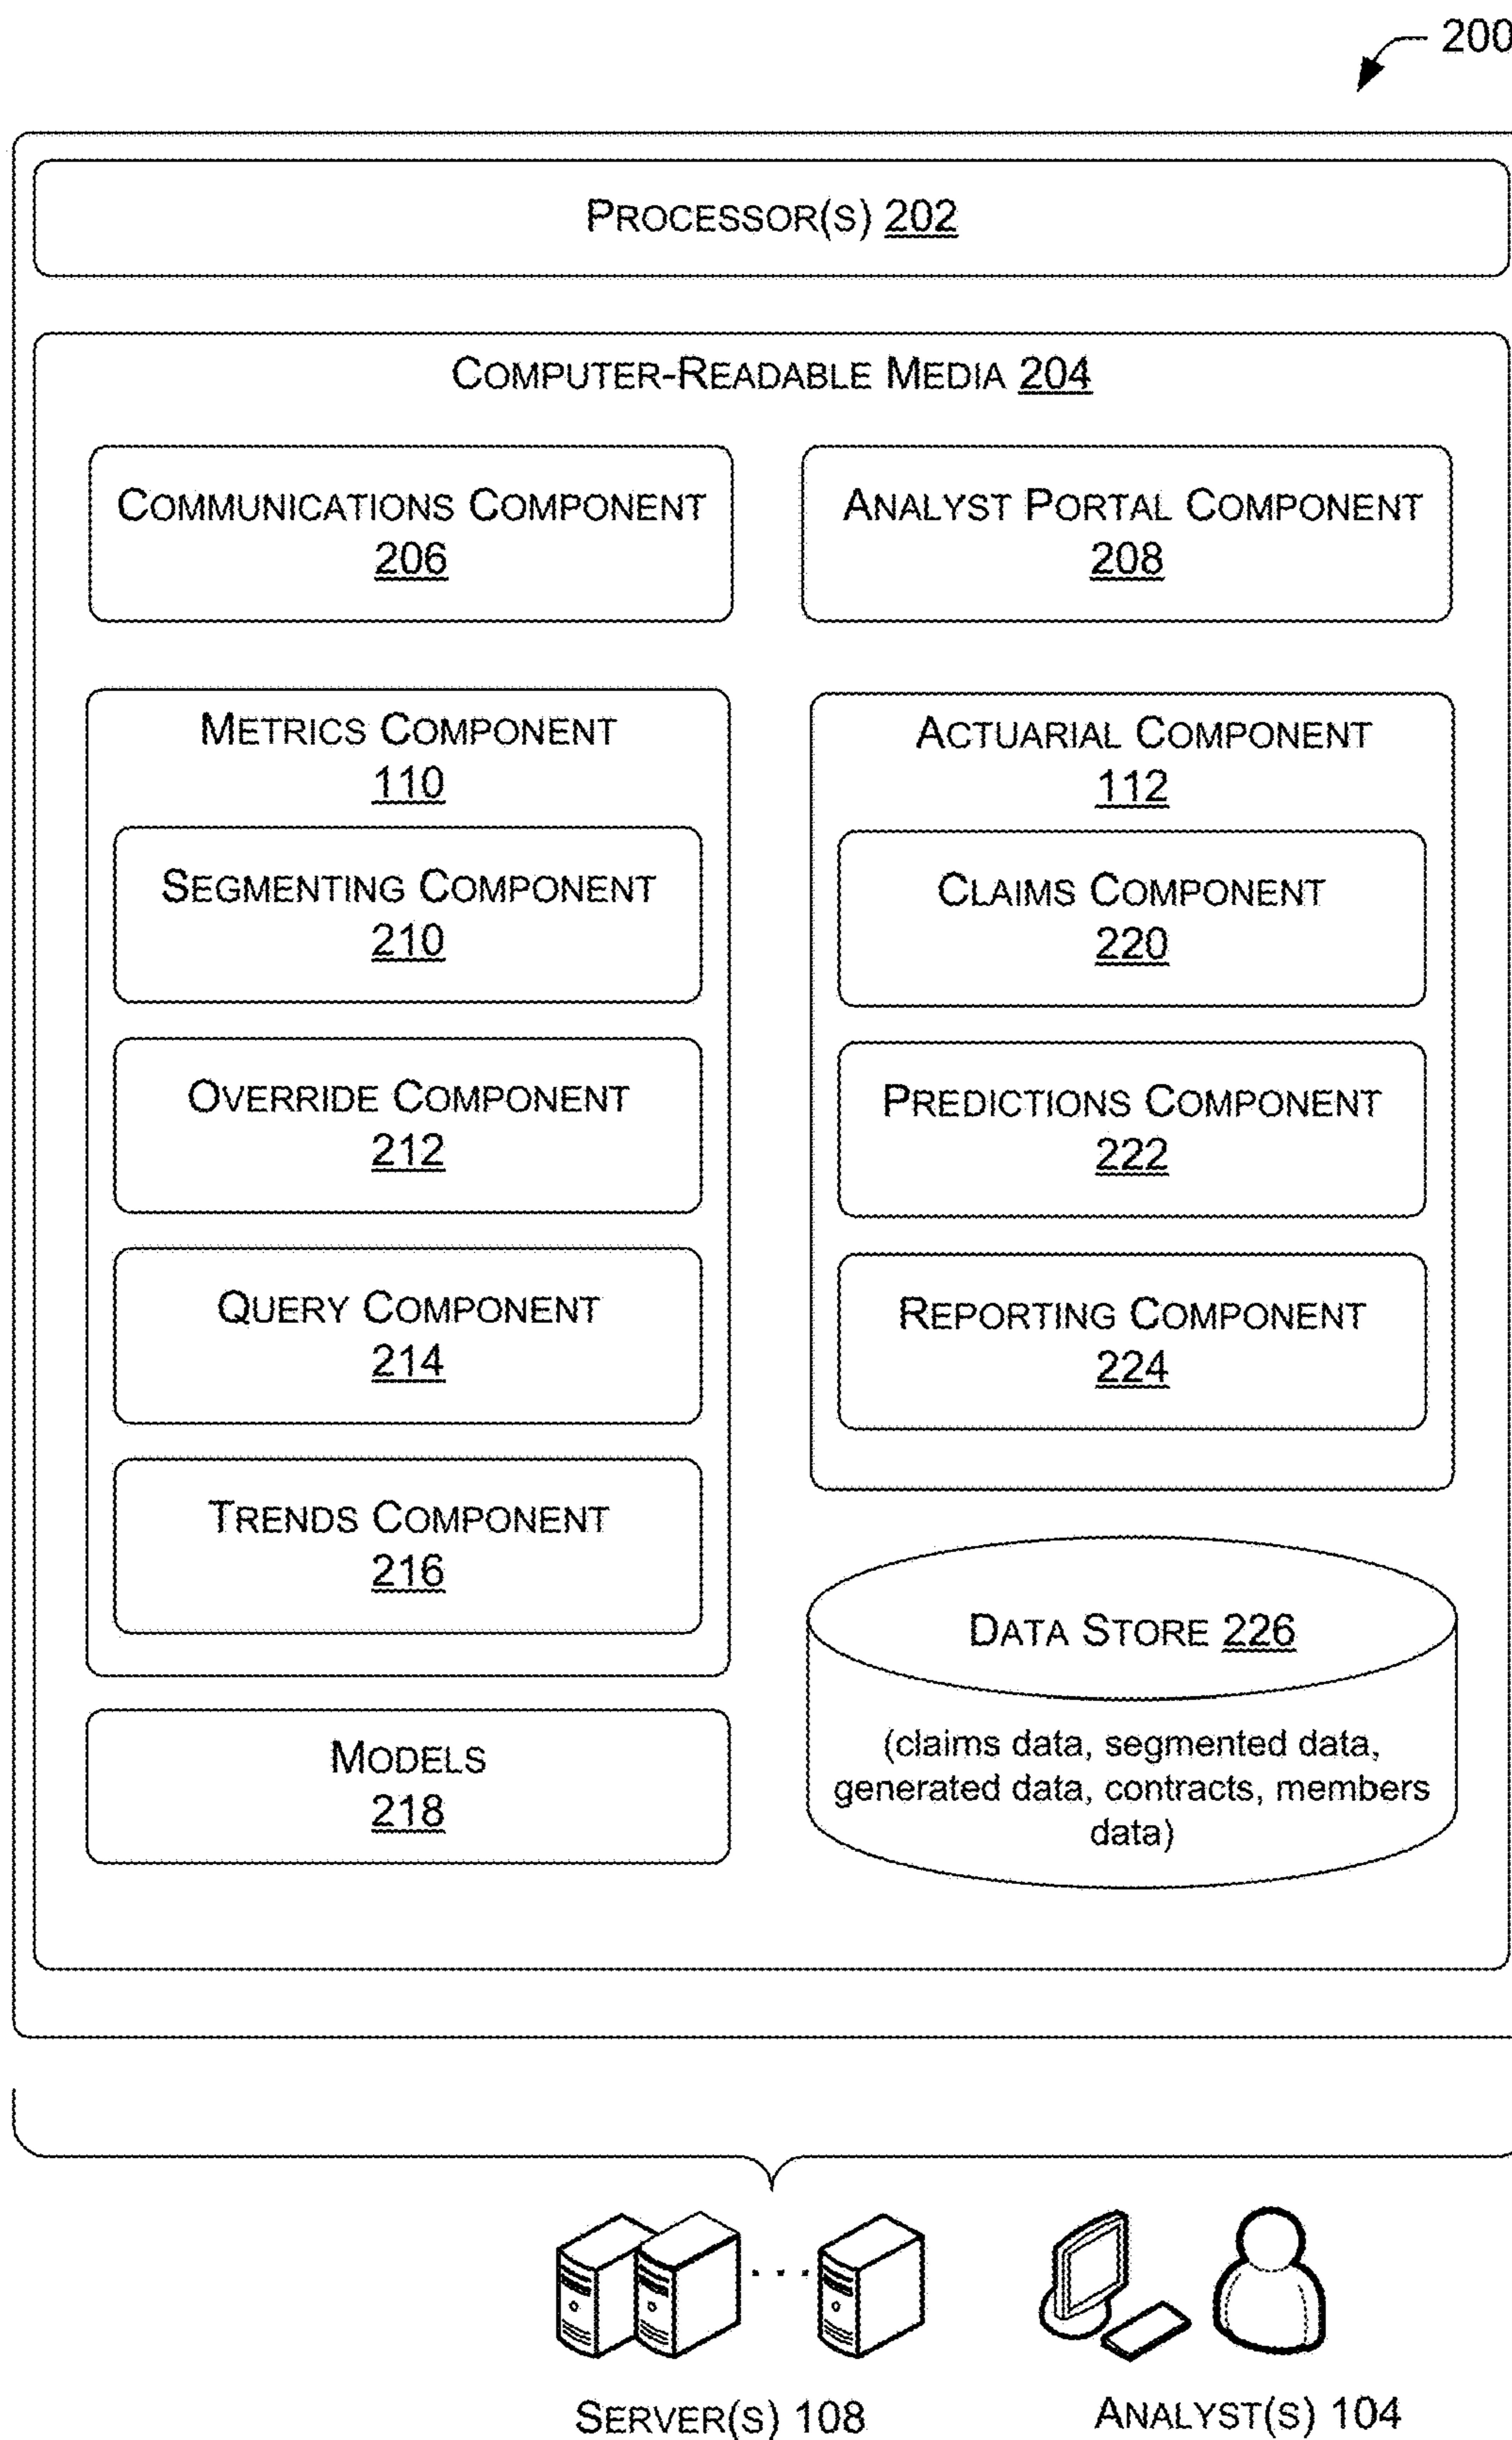 200
PROCESSOR(S) 202
COMPUTER-READABLE MEDIA 204
COMMUNICATIONS COMPONENT
206
ANALYST PORTAL COMPONENT
208
METRICS COMPONENT
110
SEGMENTING COMPONENT
210
OVERRIDE COMPONENT
212
QUERY COMPONENT
214
TRENDS COMPONENT
216
MODELS
218
ACTUARIAL COMPONENT
112
CLAIMS COMPONENT
220
PREDICTIONS COMPONENT
222
REPORTING COMPONENT
224
DATA STORE 226
(claims data, segmented data,
generated data, contracts, members
data)
SERVER(S) 108
ANALYST(S) 104